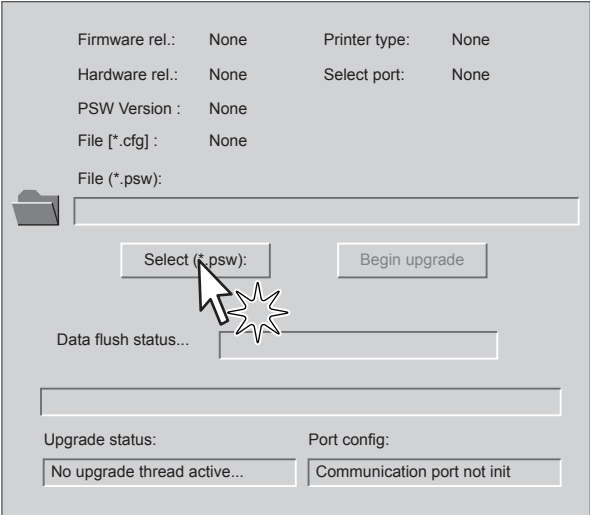 Firmware rel.: None Printer type: None
Hardware rel.: None Select port: None
PSW Version : None
File [*.cfg] : None
File (*.psw):
Select (*.psw): Begin upgrade
Data flush status...
Upgrade status: Port config:
No upgrade thread active... Communication port not init